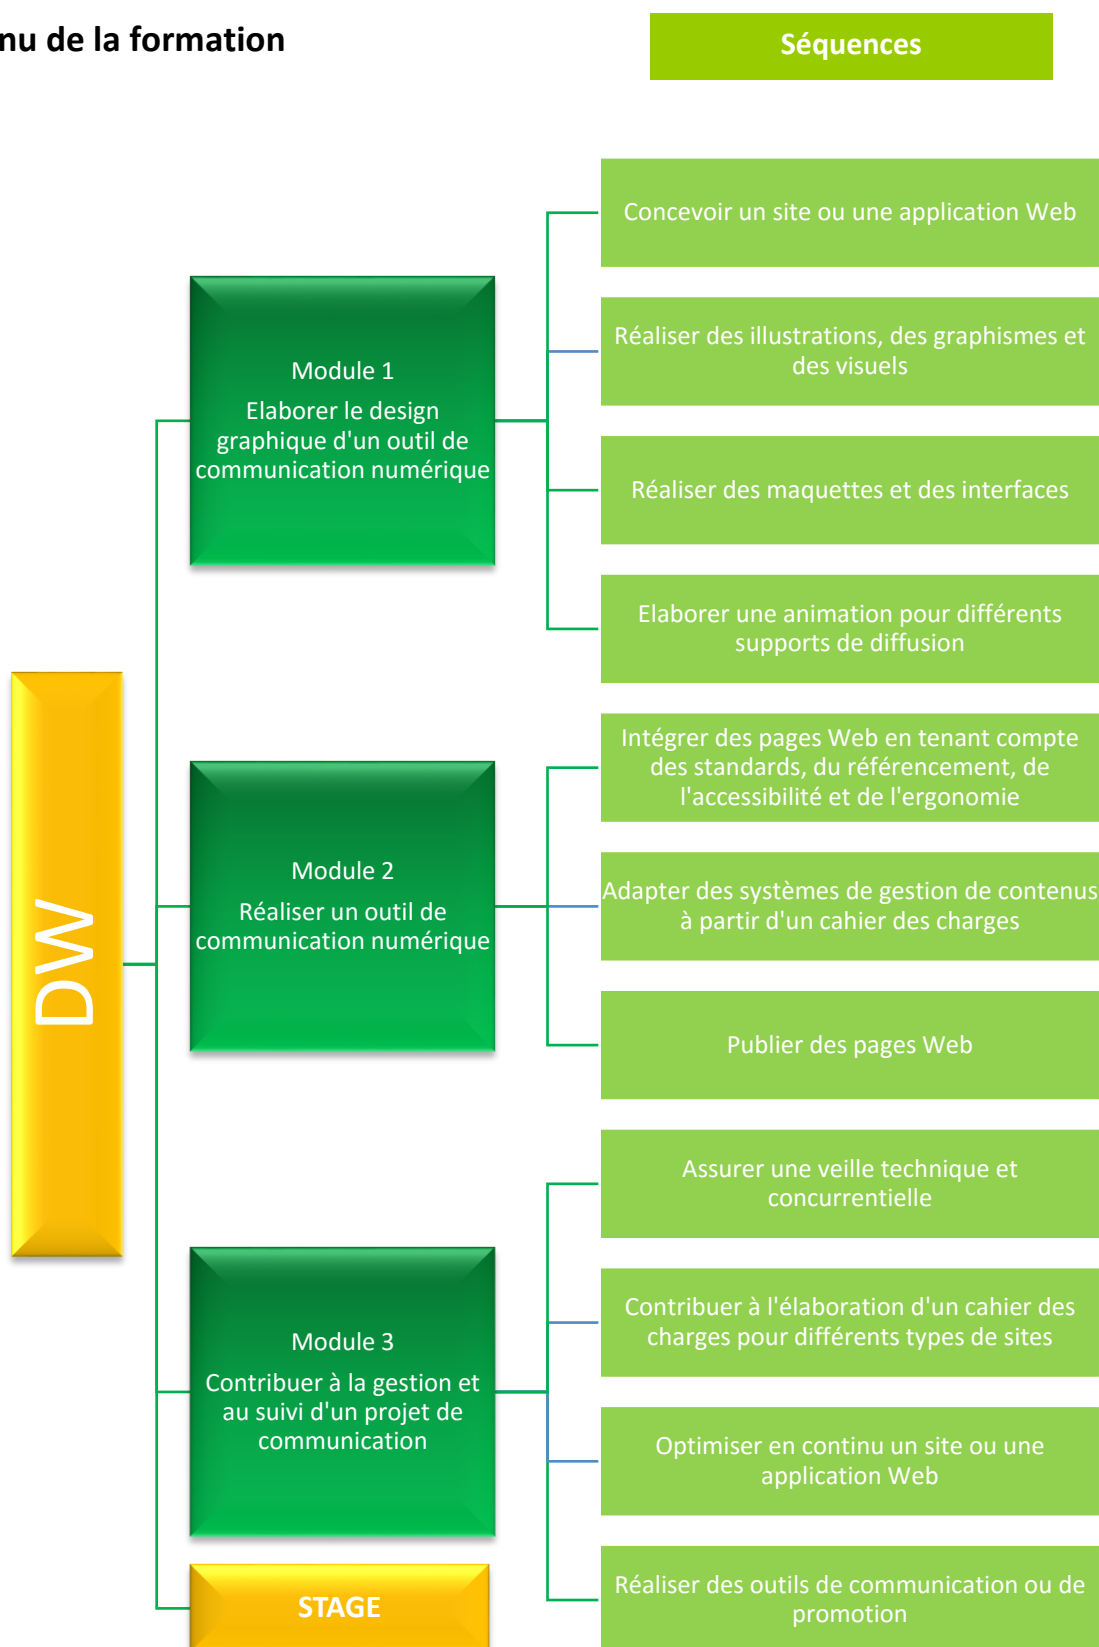 nu de la formation
Séquences
DW
Module 1
Elaborer le design
graphique d'un outil de
communication numérique
Concevoir un site ou une application Web
Réaliser des illustrations, des graphismes et
des visuels
Réaliser des maquettes et des interfaces
Elaborer une animation pour différents
supports de diffusion
Module 2
Réaliser un outil de
communication numérique
Intégrer des pages Web en tenant compte
des standards, du référencement, de
l'accessibilité et de l'ergonomie
Adapter des systèmes de gestion de contenus
à partir d'un cahier des charges
Publier des pages Web
Module 3
Contribuer à la gestion et
au suivi d'un projet de
communication
Assurer une veille technique et
concurrentielle
Contribuer à l'élaboration d'un cahier des
charges pour différents types de sites
Optimiser en continu un site ou une
application Web
Réaliser des outils de communication ou de
promotion
STAGE